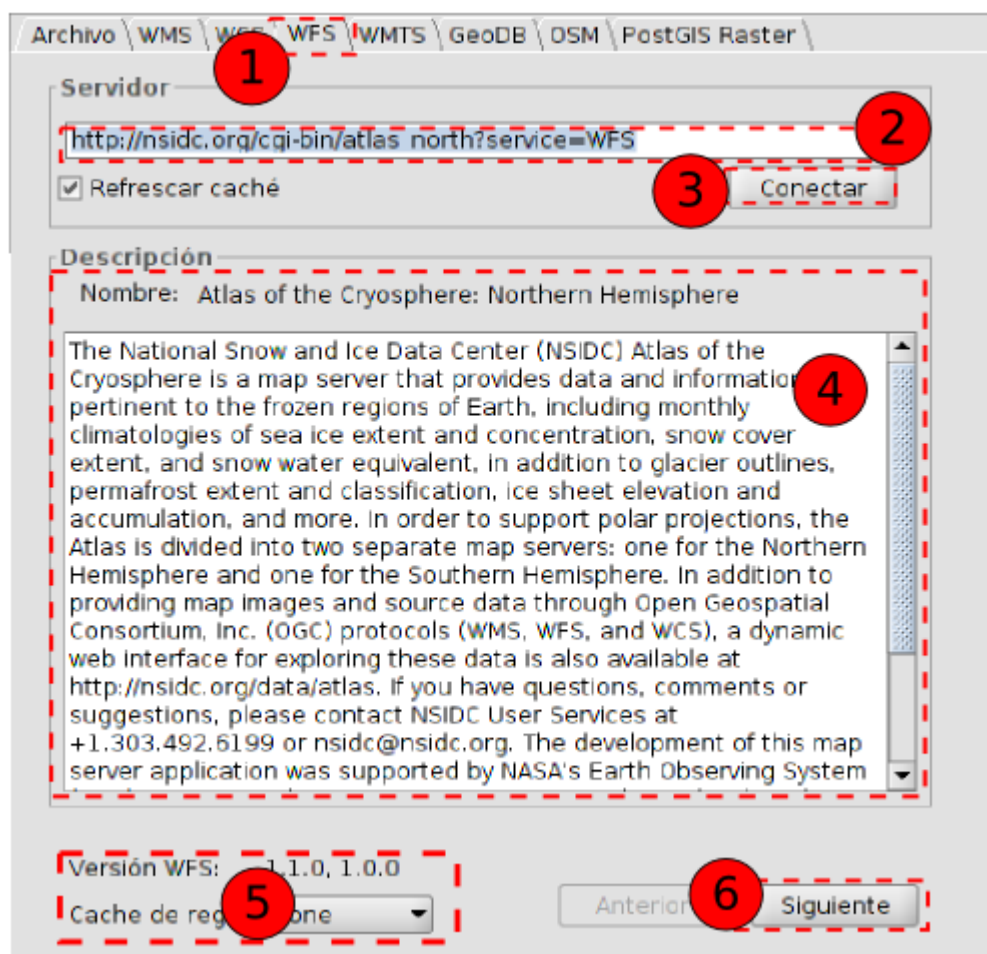 Archivo WMS WFS WMTS GeoDB OSM PostGIS Raster
1
Servidor
http://nsidc.org/cgi-bin/atlas_north?service=WFS
2
Refrescar caché
3
Conectar
Descripción
Nombre: Atlas of the Cryosphere: Northern Hemisphere
The National Snow and Ice Data Center (NSIDC) Atlas of the
Cryosphere is a map server that provides data and information
4
pertinent to the frozen regions of Earth, including monthly
climatologies of sea ice extent and concentration, snow cover
extent, and snow water equivalent, in addition to glacier outlines,
permafrost extent and classification, ice sheet elevation and
accumulation, and more. In order to support polar projections, the
Atlas is divided into two separate map servers: one for the Northern
Hemisphere and one for the Southern Hemisphere. In addition to
providing map images and source data through Open Geospatial
Consortium, Inc. (OGC) protocols (WMS, WFS, and WCS), a dynamic
web interface for exploring these data is also available at
http://nsidc.org/data/atlas. If you have questions, comments or
suggestions, please contact NSIDC User Services at
+1.303.492.6199 or nsidc@nsidc.org. The development of this map
server application was supported by NASA's Earth Observing System
Versión WFS: 1.1.0, 1.0.0
5
Cache de
6
Anterior Siguiente